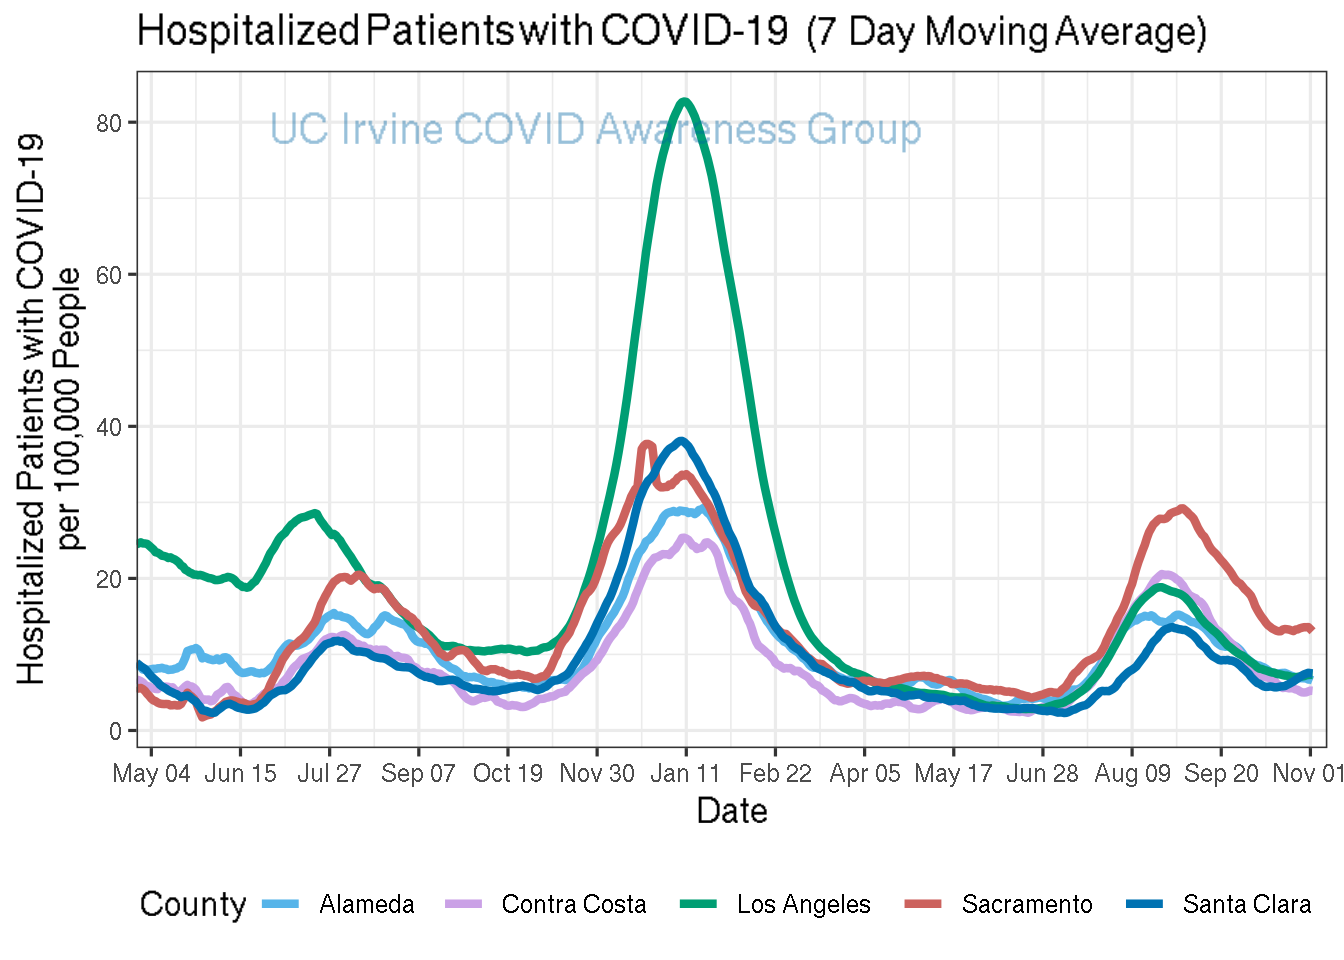 Hospitalized Patients with COVID-19 (7 Day Moving Average)
UC Irvine COVID Awareness Group
Hospitalized Patients with COVID-19
per 100,000 People
80
60
40
20
0
May 04 Jun 15 Jul 27 Sep 07 Oct 19 Nov 30 Jan 11 Feb 22 Apr 05 May 17 Jun 28 Aug 09 Sep 20 Nov 01
Date
County Alameda Contra Costa Los Angeles Sacramento Santa Clara